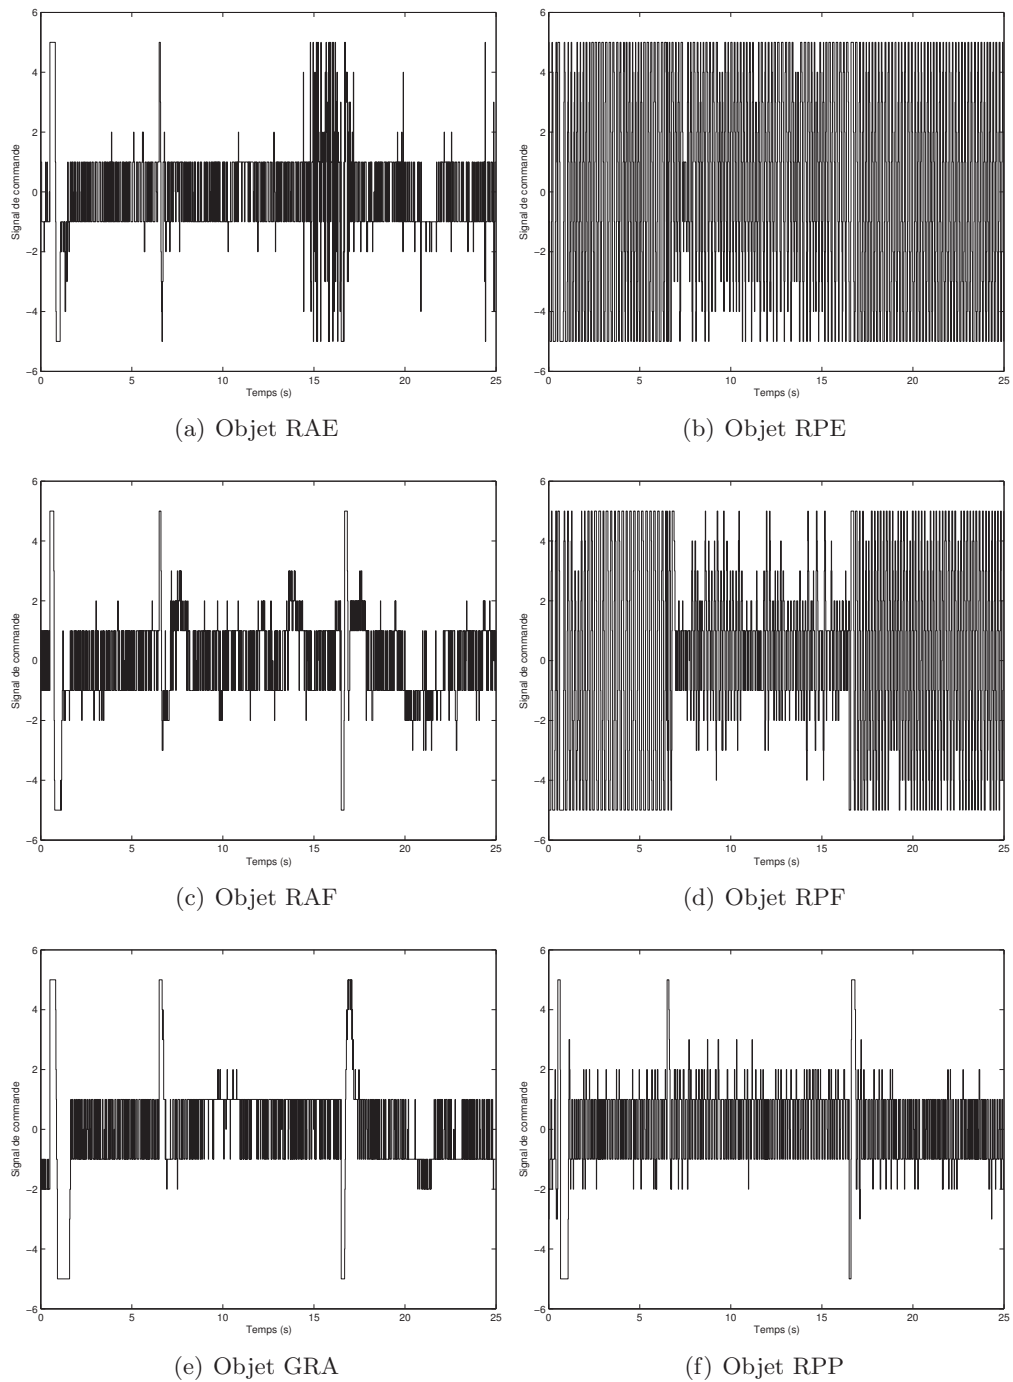 6
4
2
0
−2
−4
−6
Signal de commande
0 5 10 15 20 25
Temps (s)
(a) Objet RAE
6
4
2
0
−2
−4
−6
Signal de commande
0 5 10 15 20 25
Temps (s)
(b) Objet RPE
6
4
2
0
−2
−4
−6
Signal de commande
0 5 10 15 20 25
Temps (s)
(c) Objet RAF
6
4
2
0
−2
−4
−6
Signal de commande
0 5 10 15 20 25
Temps (s)
(d) Objet RPF
6
4
2
0
−2
−4
−6
Signal de commande
0 5 10 15 20 25
Temps (s)
(e) Objet GRA
6
4
2
0
−2
−4
−6
Signal de commande
0 5 10 15 20 25
Temps (s)
(f) Objet RPP